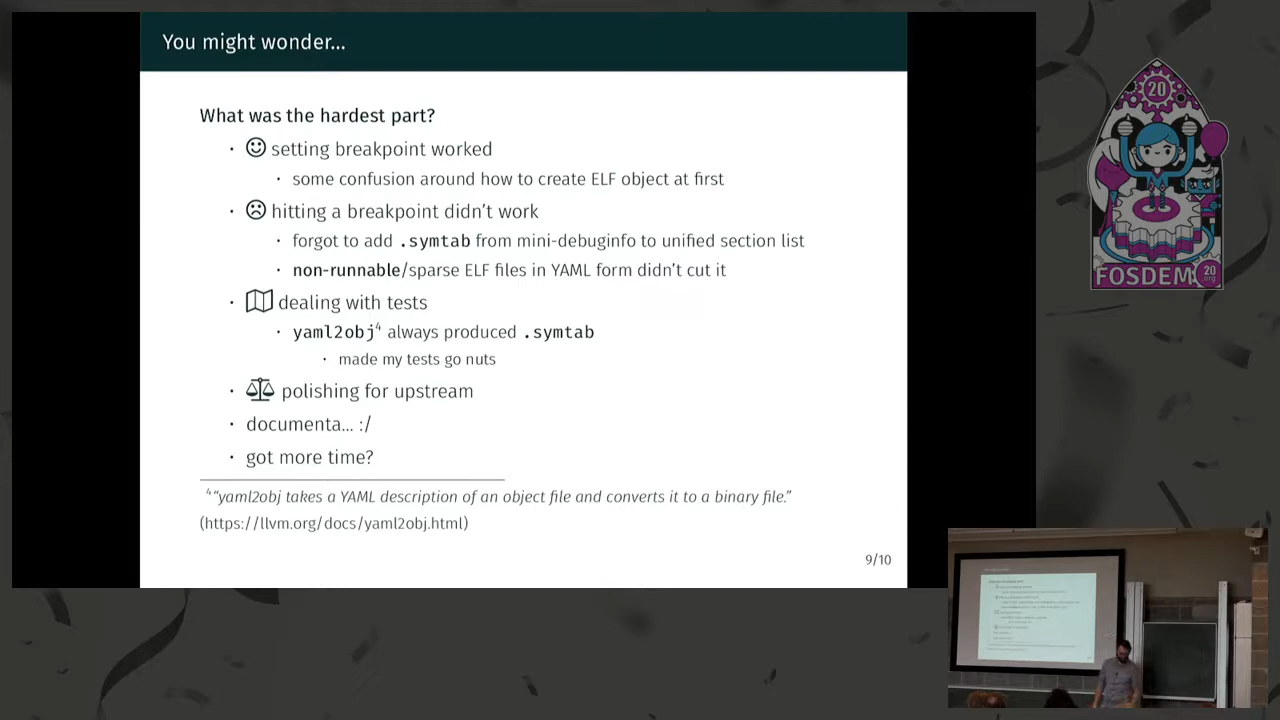 You might wonder...
What was the hardest part?
· setting breakpoint worked
· some confusion around how to create ELF object at first
· hitting a breakpoint didn't work
· forgot to add .symtab from mini-debuginfo to unified section list
· non-runnable/sparse ELF files in YAML form didn't cut it
· dealing with tests
· yaml2obj⁴ always produced .symtab
· made my tests go nuts
· polishing for upstream
· documenta... :/
· got more time?
⁴“yaml2obj takes a YAML description of an object file and converts it to a binary file.”
(https://llvm.org/docs/yaml2obj.html)
9/10
20
FOSDEM 20
.org